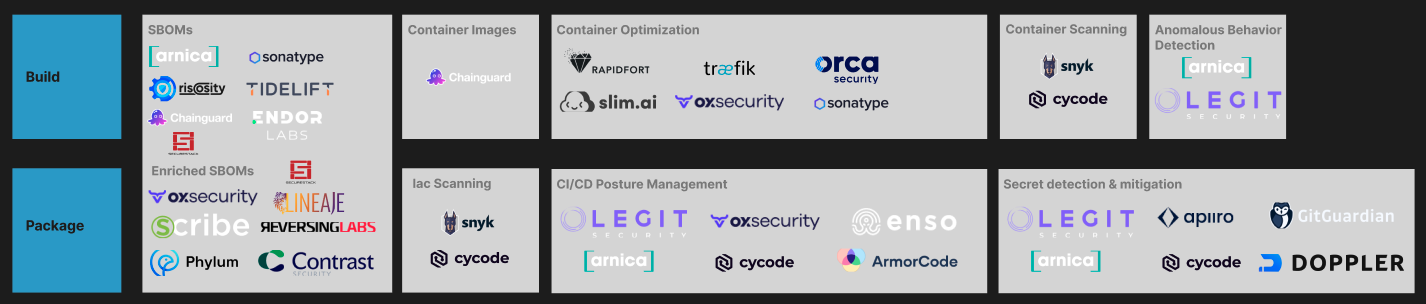 Build
SBOMs
[arnica]
sonatype
riscosity
TIDELIFT
Chainguard
ENDOR
LABS
SECURESTACK
Enriched SBOMs
SECURESTACK
oxsecurity
LINEAJE
Scribe
REVERSINGLABS
Phylum
Contrast
SECURITY
Container Images
Chainguard
Container Optimization
RAPIDFORT
træfik
orca
security
slim.ai
oxsecurity
sonatype
Container Scanning
snyk
cycode
Anomalous Behavior
Detection
[arnica]
LEGIT
SECURITY
Package
Iac Scanning
snyk
cycode
CI/CD Posture Management
LEGIT
SECURITY
oxsecurity
enso
[arnica]
cycode
ArmorCode
Secret detection & mitigation
LEGIT
SECURITY
apiiro
GitGuardian
[arnica]
cycode
DOPPLER